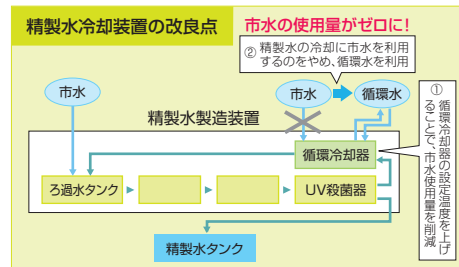 精製水冷却装置の改良点
市水の使用量がゼロに!
② 精製水の冷却に市水を利用
するのをやめ、循環水を利用
市水
市水
循環水
精製水製造装置
①
循環冷却器の設定温度を上げ
ることで、市水使用量を削減
循環冷却器
ろ過水タンク
UV殺菌器
精製水タンク